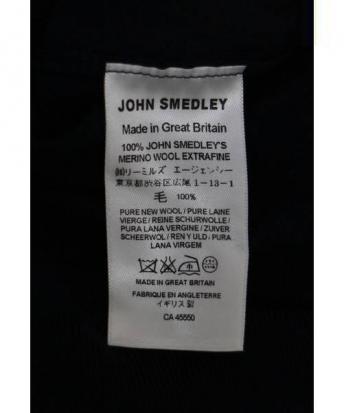 JOHN SMEDLEY
Made in Great Britain
100% JOHN SMEDLEY'S
MERINO WOOL EXTRAFINE
㈱リーミルズ エージェンシー
東京都渋谷区広尾1-13-1
毛 100%
PURE NEW WOOL / PURE LAINE
VIERGE / REINE SCHURWOLLE /
PURA LANA VERGINE / ZUIVER
SCHEERWOL / REN Y ULD / PURA
LANA VIRGEM
MADE IN GREAT BRITAIN
FABRIQUE EN ANGLETERRE
イギリス製
CA 45550